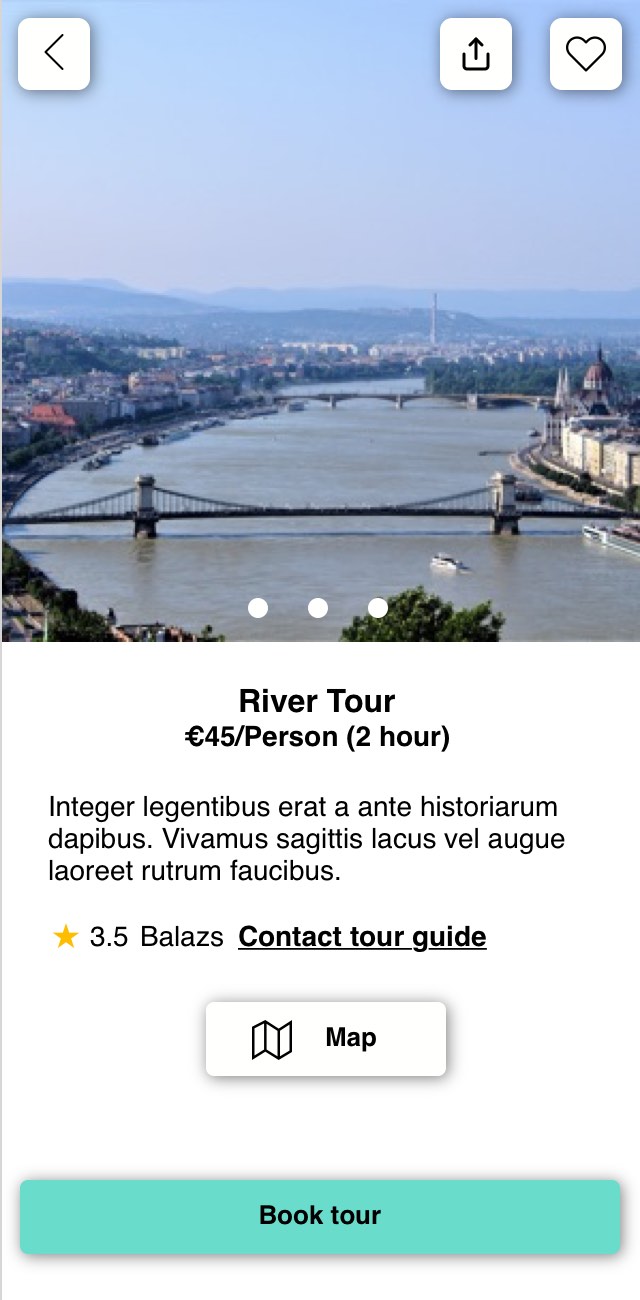 River Tour
€45/Person (2 hour)
Integer legentibus erat a ante historiarum
dapibus. Vivamus sagittis lacus vel augue
laoreet rutrum faucibus.
3.5 Balazs Contact tour guide
Map
Book tour